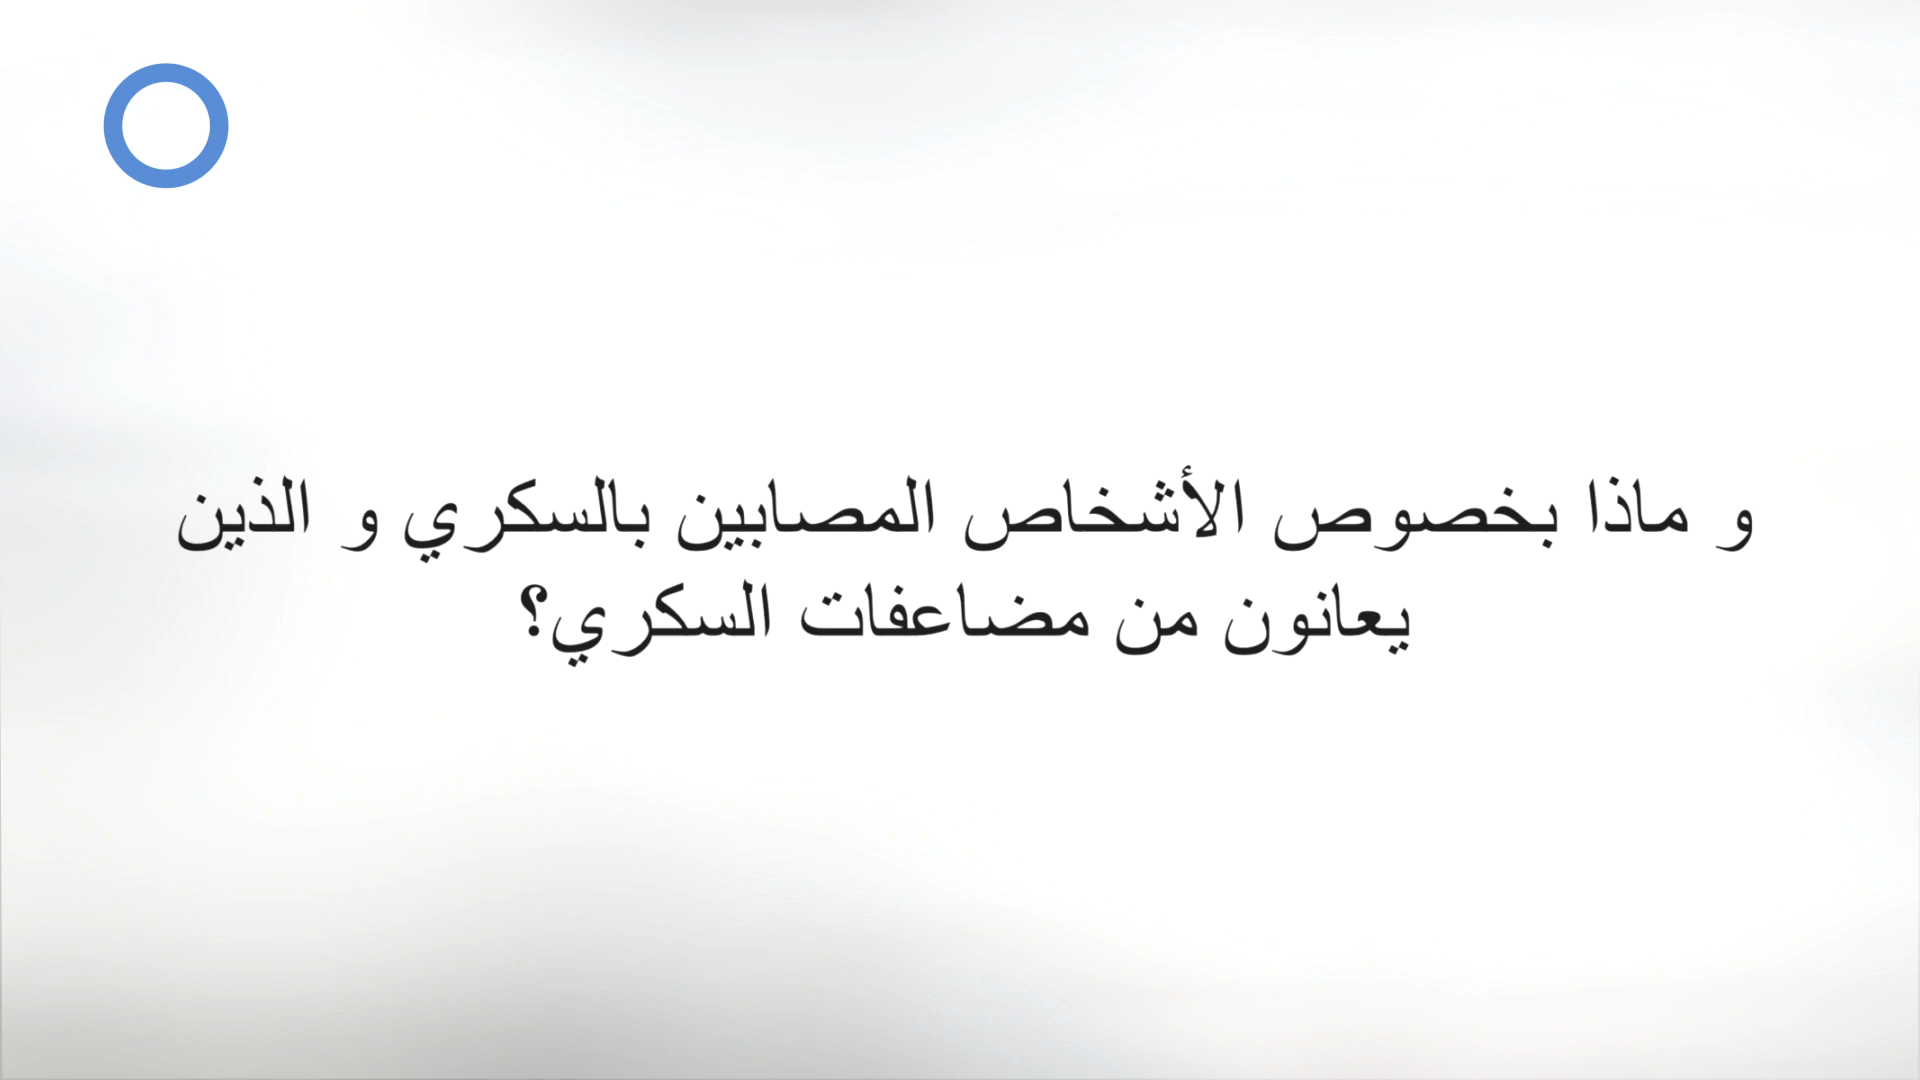 و ماذا بخصوص الأشخاص المصابين بالسكري و الذين
يعانون من مضاعفات السكري؟